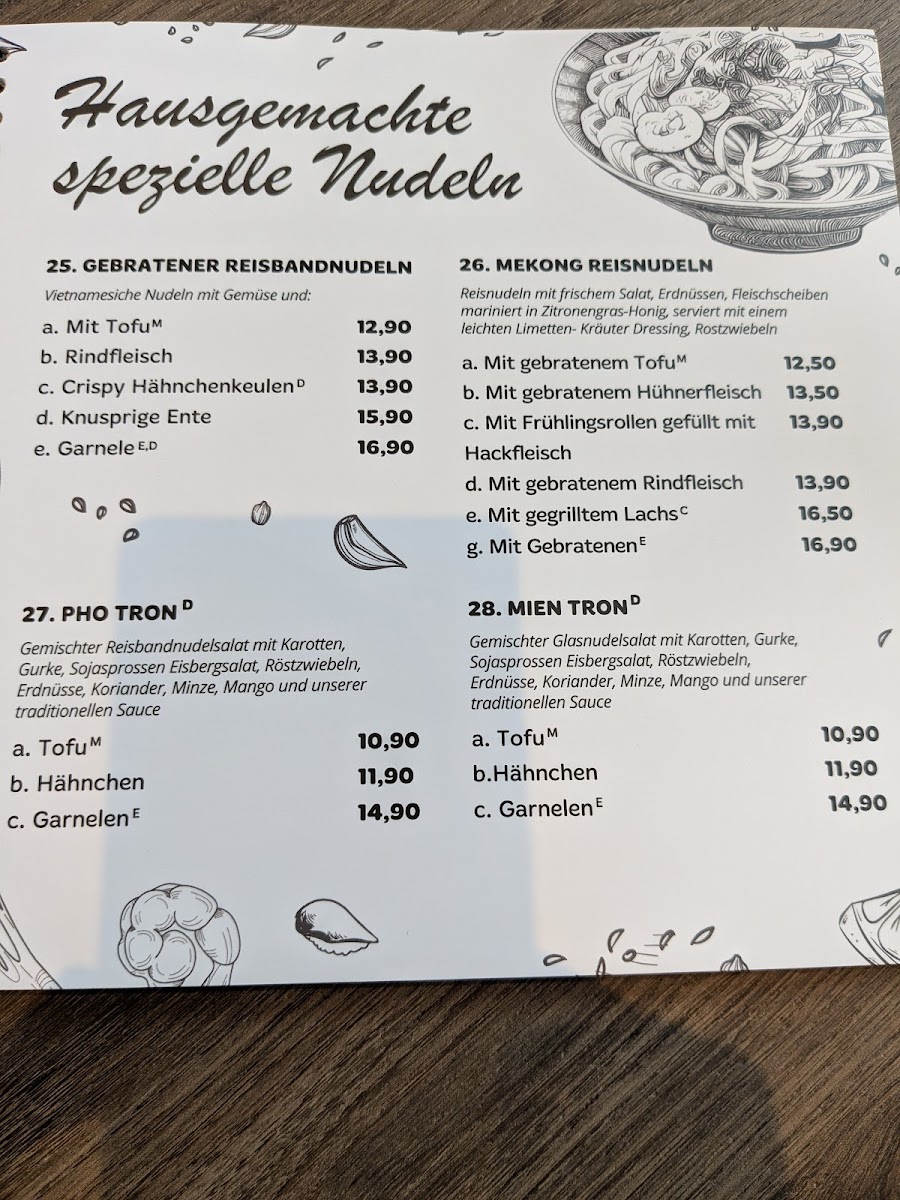 Hausgemachte
spezielle Nudeln
25. GEBRATENER REISBANDNUDELN
Vietnamesiche Nudeln mit Gemüse und:
a. Mit Tofuᴹ 12,90
b. Rindfleisch 13,90
c. Crispy Hähnchenkeulenᴰ 13,90
d. Knusprige Ente 15,90
e. Garnele ᴱ,ᴰ 16,90
26. MEKONG REISNUDELN
Reisnudeln mit frischem Salat, Erdnüssen, Fleischscheiben
mariniert in Zitronengras-Honig, serviert mit einem
leichten Limetten- Kräuter Dressing, Rostzwiebeln
a. Mit gebratenem Tofuᴹ 12,50
b. Mit gebratenem Hühnerfleisch 13,50
c. Mit Frühlingsrollen gefüllt mit 13,90
Hackfleisch
d. Mit gebratenem Rindfleisch 13,90
e. Mit gegrilltem Lachsᶜ 16,50
g. Mit Gebratenenᴱ 16,90
27. PHO TRON ᴰ
Gemischter Reisbandnudelsalat mit Karotten,
Gurke, Sojasprossen Eisbergsalat, Röstzwiebeln,
Erdnüsse, Koriander, Minze, Mango und unserer
traditionellen Sauce
a. Tofuᴹ 10,90
b. Hähnchen 11,90
c. Garnelenᴱ 14,90
28. MIEN TRONᴰ
Gemischter Glasnudelsalat mit Karotten, Gurke,
Sojasprossen Eisbergsalat, Röstzwiebeln,
Erdnüsse, Koriander, Minze, Mango und unserer
traditionellen Sauce
a. Tofuᴹ 10,90
b.Hähnchen 11,90
c. Garnelenᴱ 14,90